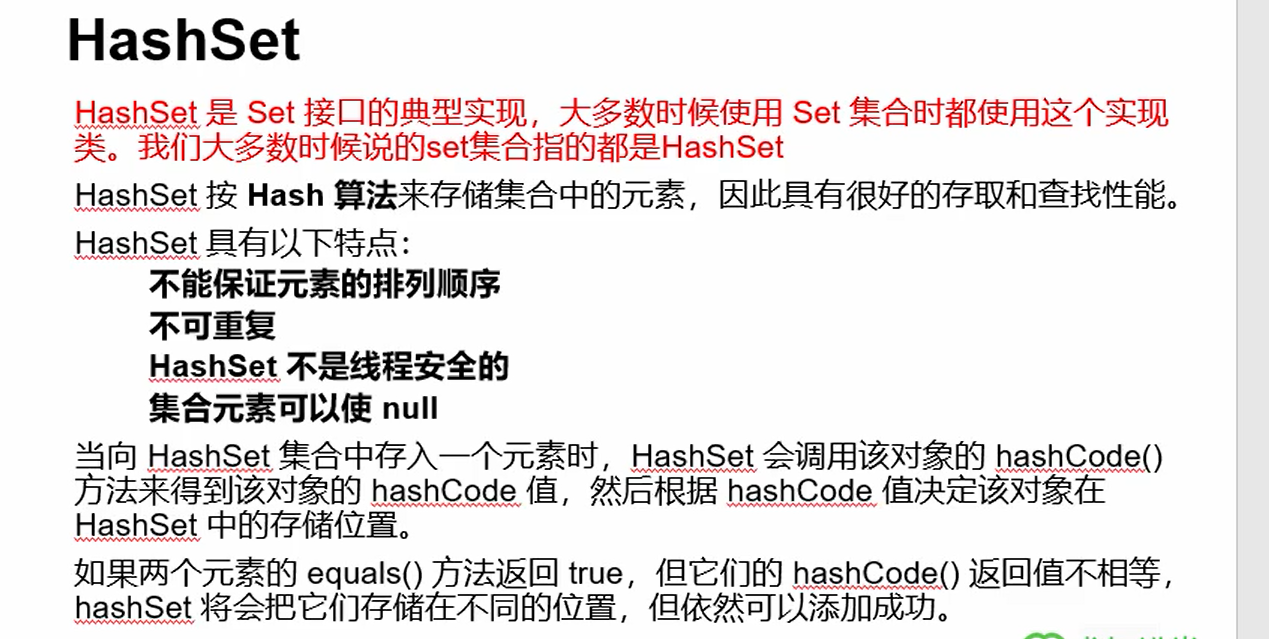 HashSet
HashSet 是 Set 接口的典型实现，大多数时候使用 Set 集合时都使用这个实现
类。我们大多数时候说的set集合指的都是HashSet
HashSet 按 Hash 算法来存储集合中的元素，因此具有很好的存取和查找性能。
HashSet 具有以下特点：
不能保证元素的排列顺序
不可重复
HashSet 不是线程安全的
集合元素可以使 null
当向 HashSet 集合中存入一个元素时，HashSet 会调用该对象的 hashCode()
方法来得到该对象的 hashCode 值，然后根据 hashCode 值决定该对象在
HashSet 中的存储位置。
如果两个元素的 equals() 方法返回 true，但它们的 hashCode() 返回值不相等，
hashSet 将会把它们存储在不同的位置，但依然可以添加成功。